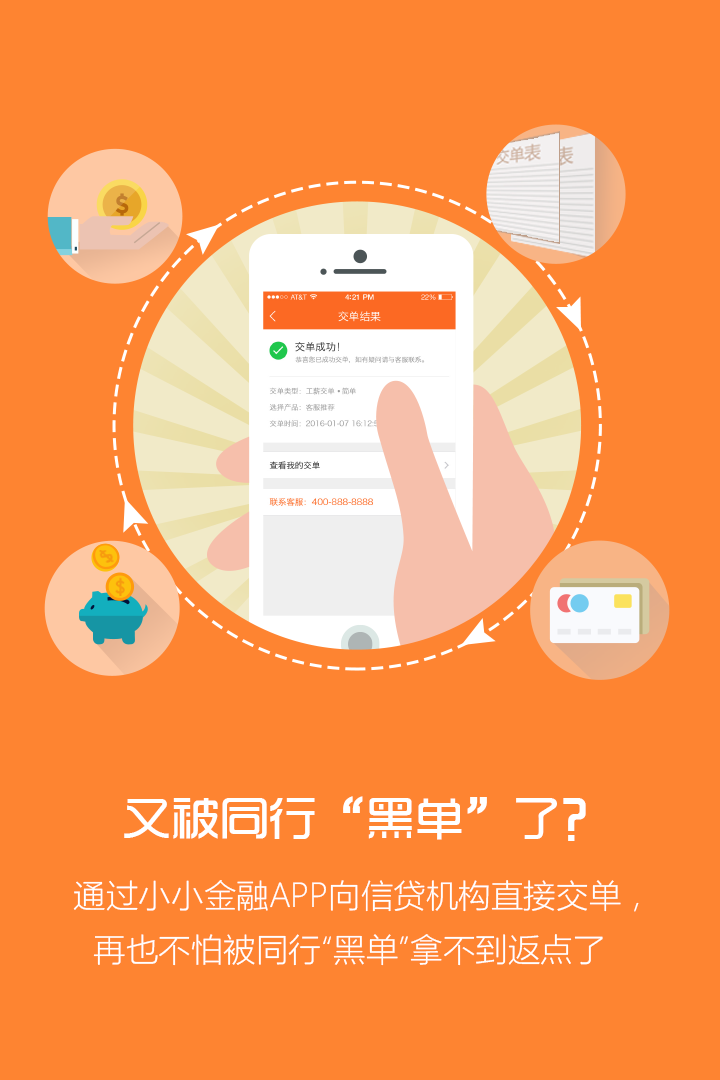 交单表
表
AT&T 4:21 PM 22%
交单结果
交单成功！
恭喜您已成功交单，如有疑问请与客服联系。
交单类型：工薪交单·简单
选择产品：客服推荐
交单时间：2016-01-07 16:12:
查看我的交单
联系客服：400-888-8888
又被同行“黑单”了?
通过小小金融APP向信贷机构直接交单，
再也不怕被同行“黑单”拿不到返点了